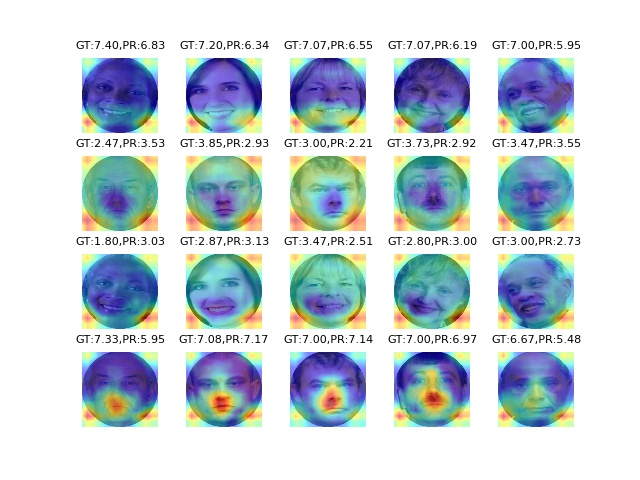 GT:7.40,PR:6.83 GT:7.20,PR:6.34 GT:7.07,PR:6.55 GT:7.07,PR:6.19 GT:7.00,PR:5.95
GT:2.47,PR:3.53 GT:3.85,PR:2.93 GT:3.00,PR:2.21 GT:3.73,PR:2.92 GT:3.47,PR:3.55
GT:1.80,PR:3.03 GT:2.87,PR:3.13 GT:3.47,PR:2.51 GT:2.80,PR:3.00 GT:3.00,PR:2.73
GT:7.33,PR:5.95 GT:7.08,PR:7.17 GT:7.00,PR:7.14 GT:7.00,PR:6.97 GT:6.67,PR:5.48